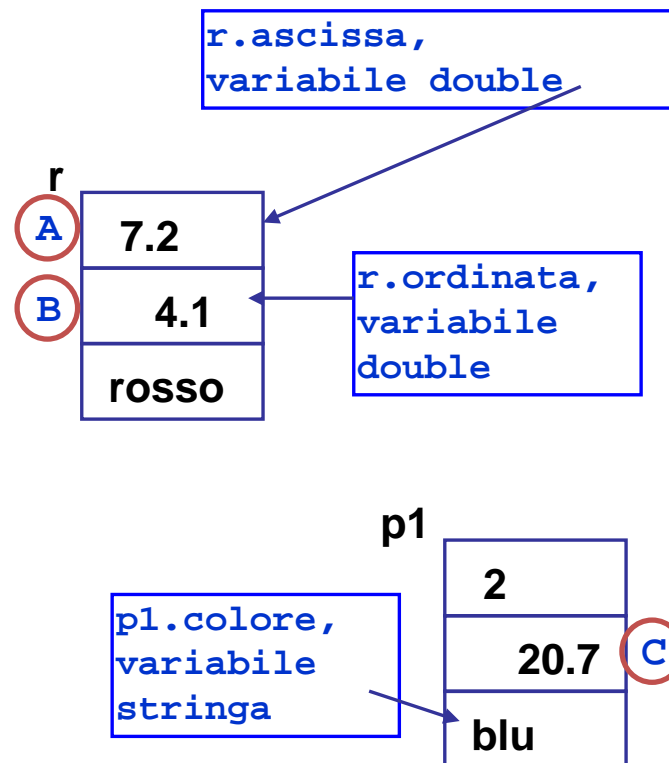 r.ascissa,
variabile double
r
A
7.2
B
4.1
r.ordinata,
variabile
double
rosso
p1
2
p1.colore,
variabile
stringa
20.7
C
blu